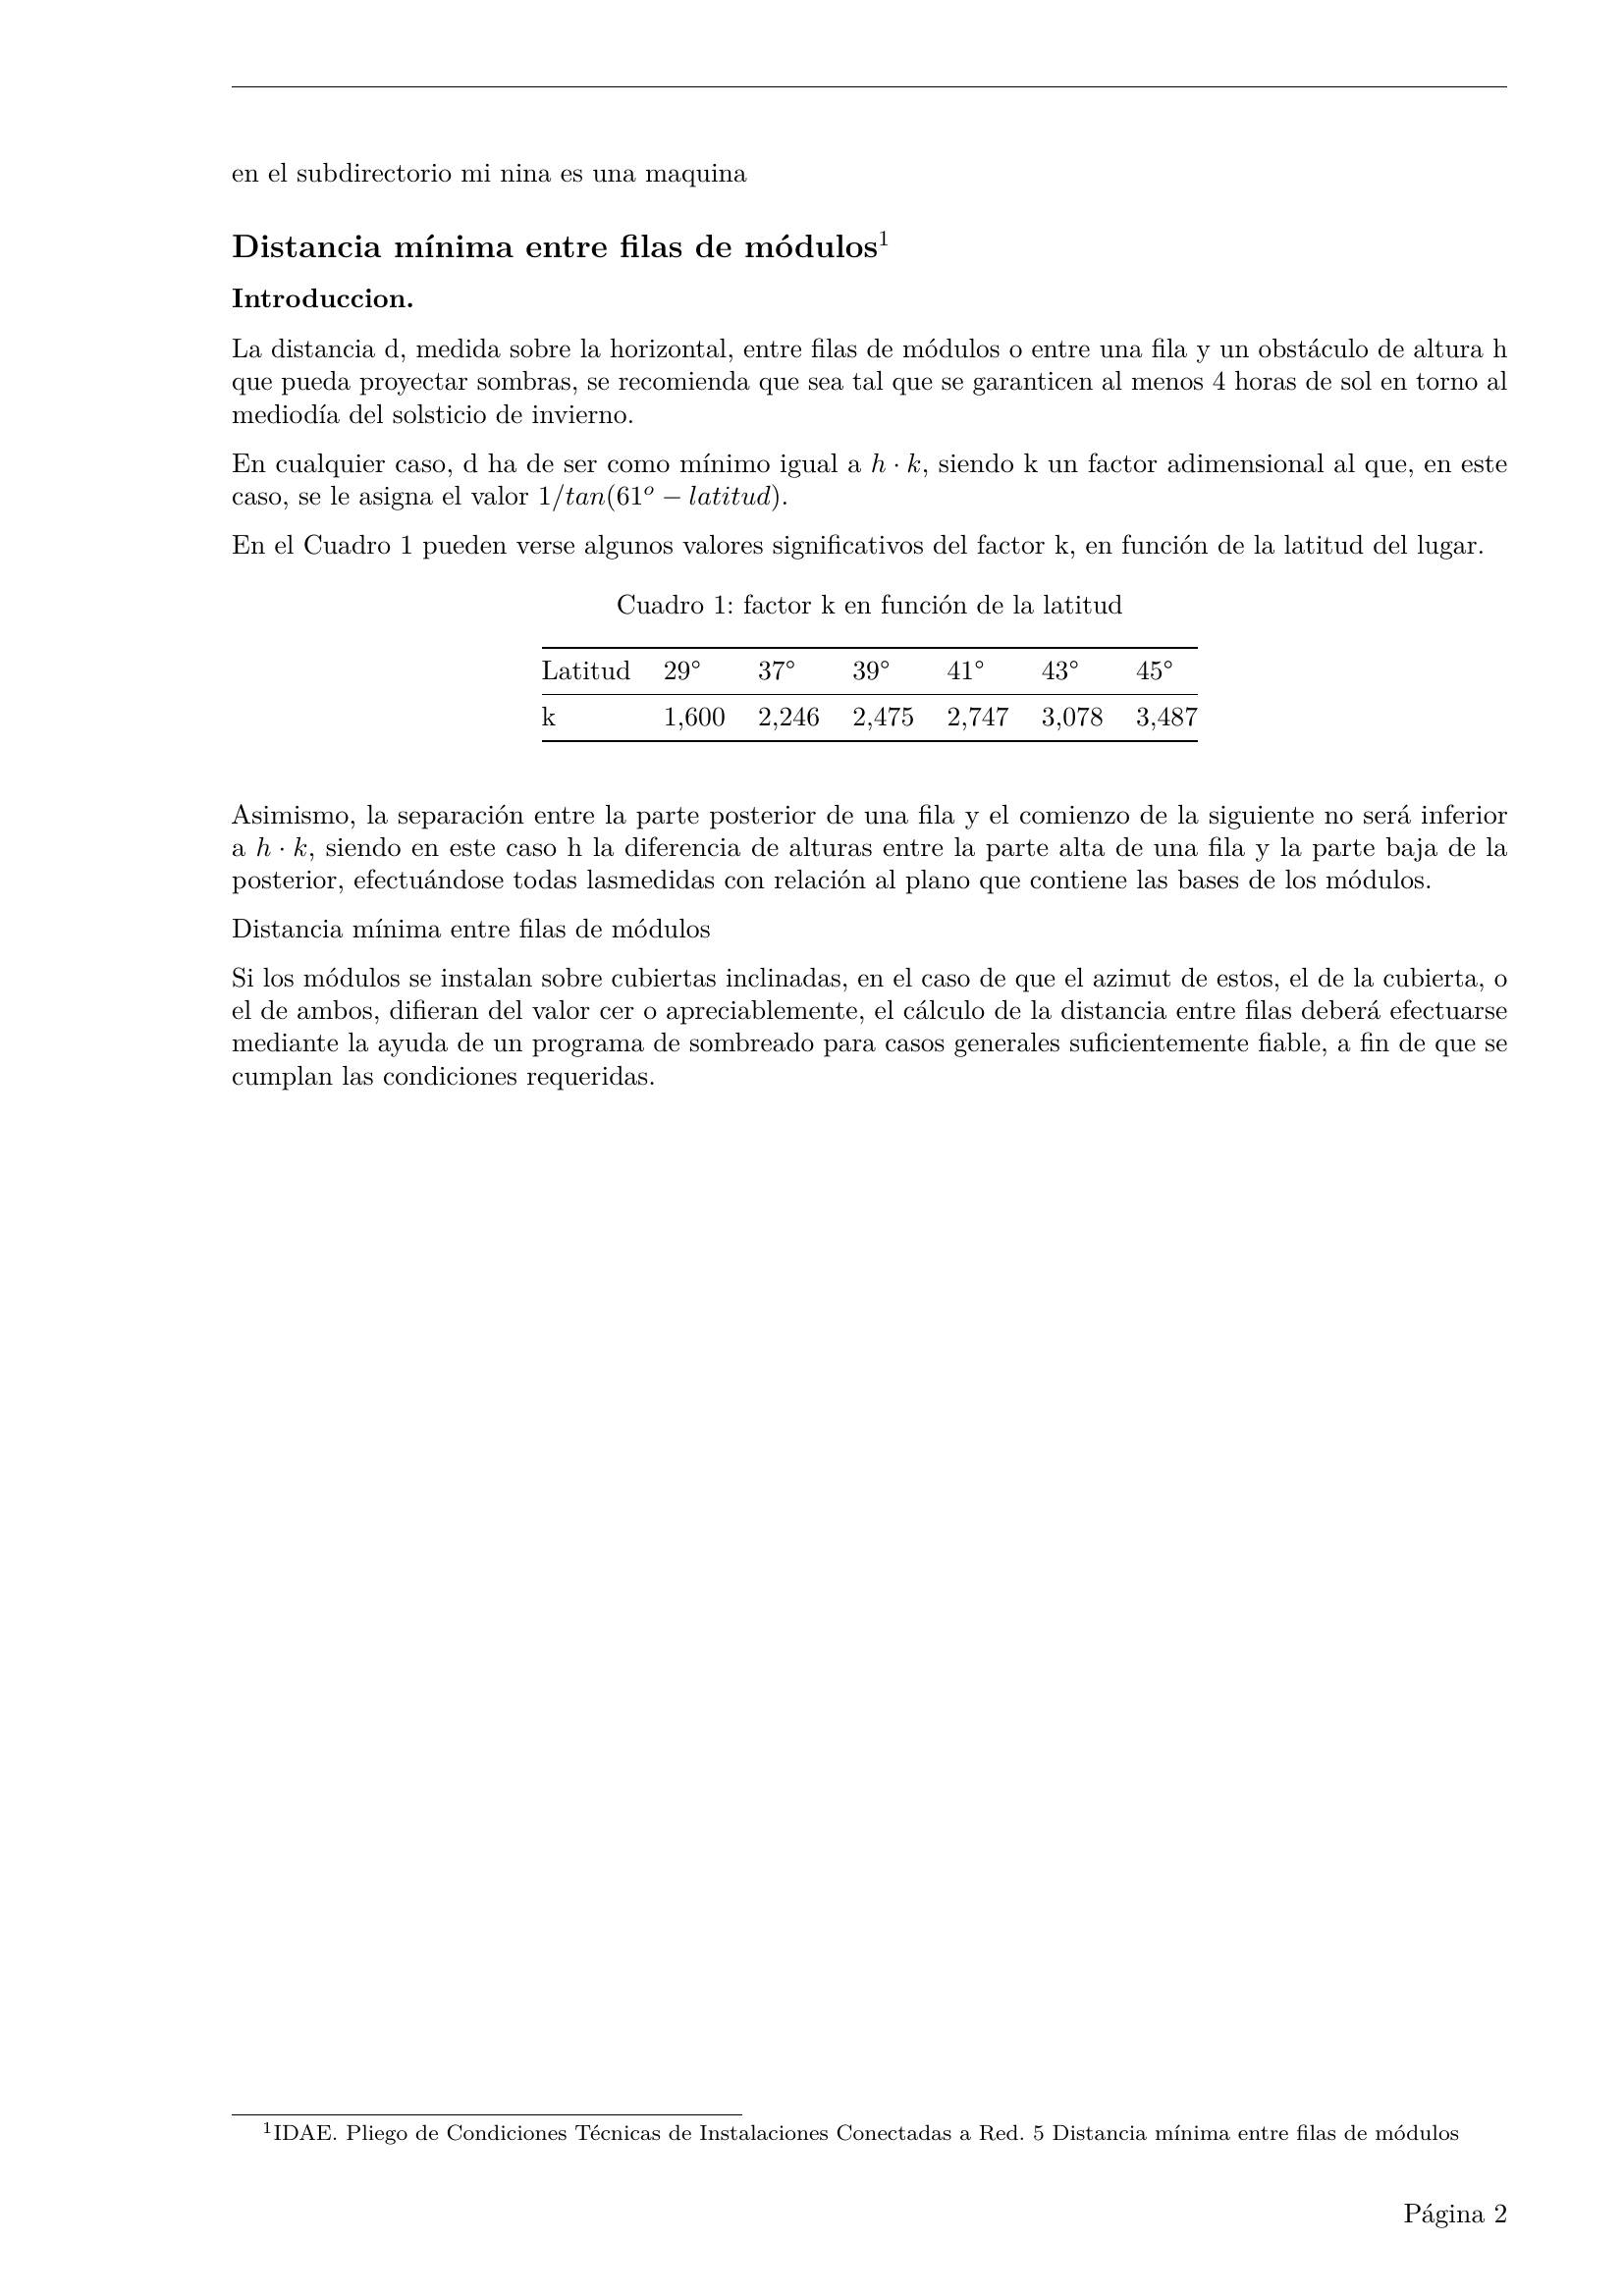 en el subdirectorio mi nina es una maquina
Distancia mínima entre filas de módulos1
Introduccion.
La distancia d, medida sobre la horizontal, entre filas de módulos o entre una fila y un obstáculo de altura h
que pueda proyectar sombras, se recomienda que sea tal que se garanticen al menos 4 horas de sol en torno al
mediodía del solsticio de invierno.
En cualquier caso, d ha de ser como mínimo igual a h · k, siendo k un factor adimensional al que, en este
caso, se le asigna el valor 1/tan(61º − latitud).
En el Cuadro 1 pueden verse algunos valores significativos del factor k, en función de la latitud del lugar.
Cuadro 1: factor k en función de la latitud
Latitud 29° 37° 39° 41° 43° 45°
k 1,600 2,246 2,475 2,747 3,078 3,487
Asimismo, la separación entre la parte posterior de una fila y el comienzo de la siguiente no será inferior
a h · k, siendo en este caso h la diferencia de alturas entre la parte alta de una fila y la parte baja de la
posterior, efectuándose todas lasmedidas con relación al plano que contiene las bases de los módulos.
Distancia mínima entre filas de módulos
Si los módulos se instalan sobre cubiertas inclinadas, en el caso de que el azimut de estos, el de la cubierta, o
el de ambos, difieran del valor cer o apreciablemente, el cálculo de la distancia entre filas deberá efectuarse
mediante la ayuda de un programa de sombreado para casos generales suficientemente fiable, a fin de que se
cumplan las condiciones requeridas.
1IDAE. Pliego de Condiciones Técnicas de Instalaciones Conectadas a Red. 5 Distancia mínima entre filas de módulos
Página 2